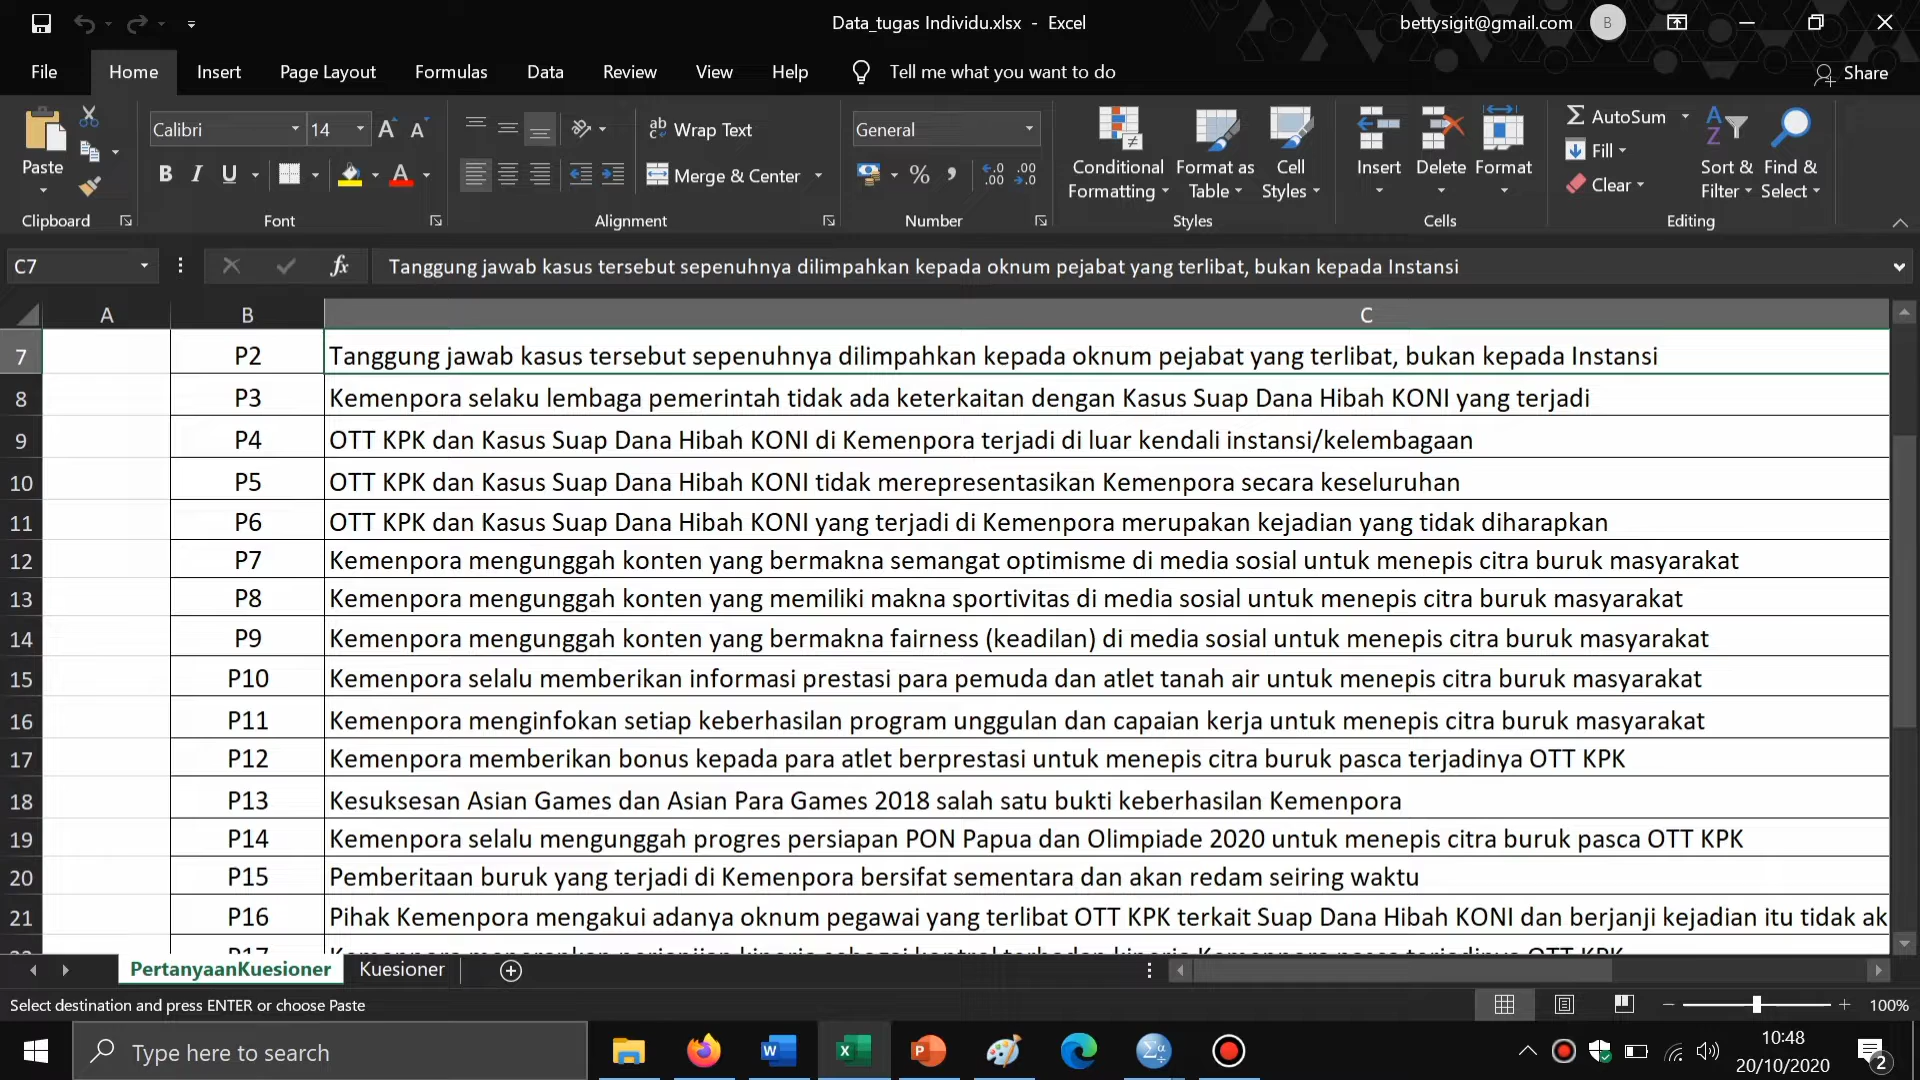 Data_tugas Individu.xlsx - Excel
bettysigit@gmail.com
B
File Home Insert Page Layout Formulas Data Review View Help Tell me what you want to do Share
Paste
Clipboard
Calibri 14
B I U
Font
Wrap Text
Merge & Center
Alignment
General
Number
Conditional Formatting
Format as Table
Cell Styles
Styles
Insert Delete Format
Cells
AutoSum
Fill
Clear
Sort & Filter
Find & Select
Editing
C7 fx Tanggung jawab kasus tersebut sepenuhnya dilimpahkan kepada oknum pejabat yang terlibat, bukan kepada Instansi
A B C
7 P2 Tanggung jawab kasus tersebut sepenuhnya dilimpahkan kepada oknum pejabat yang terlibat, bukan kepada Instansi
8 P3 Kemenpora selaku lembaga pemerintah tidak ada keterkaitan dengan Kasus Suap Dana Hibah KONI yang terjadi
9 P4 OTT KPK dan Kasus Suap Dana Hibah KONI di Kemenpora terjadi di luar kendali instansi/kelembagaan
10 P5 OTT KPK dan Kasus Suap Dana Hibah KONI tidak merepresentasikan Kemenpora secara keseluruhan
11 P6 OTT KPK dan Kasus Suap Dana Hibah KONI yang terjadi di Kemenpora merupakan kejadian yang tidak diharapkan
12 P7 Kemenpora mengunggah konten yang bermakna semangat optimisme di media sosial untuk menepis citra buruk masyarakat
13 P8 Kemenpora mengunggah konten yang memiliki makna sportivitas di media sosial untuk menepis citra buruk masyarakat
14 P9 Kemenpora mengunggah konten yang bermakna fairness (keadilan) di media sosial untuk menepis citra buruk masyarakat
15 P10 Kemenpora selalu memberikan informasi prestasi para pemuda dan atlet tanah air untuk menepis citra buruk masyarakat
16 P11 Kemenpora menginfokan setiap keberhasilan program unggulan dan capaian kerja untuk menepis citra buruk masyarakat
17 P12 Kemenpora memberikan bonus kepada para atlet berprestasi untuk menepis citra buruk pasca terjadinya OTT KPK
18 P13 Kesuksesan Asian Games dan Asian Para Games 2018 salah satu bukti keberhasilan Kemenpora
19 P14 Kemenpora selalu mengunggah progres persiapan PON Papua dan Olimpiade 2020 untuk menepis citra buruk pasca OTT KPK
20 P15 Pemberitaan buruk yang terjadi di Kemenpora bersifat sementara dan akan redam seiring waktu
21 P16 Pihak Kemenpora mengakui adanya oknum pegawai yang terlibat OTT KPK terkait Suap Dana Hibah KONI dan berjanji kejadian itu tidak ak
P17
PertanyaanKuesioner Kuesioner
Select destination and press ENTER or choose Paste
100%
Type here to search
10:48
20/10/2020
2